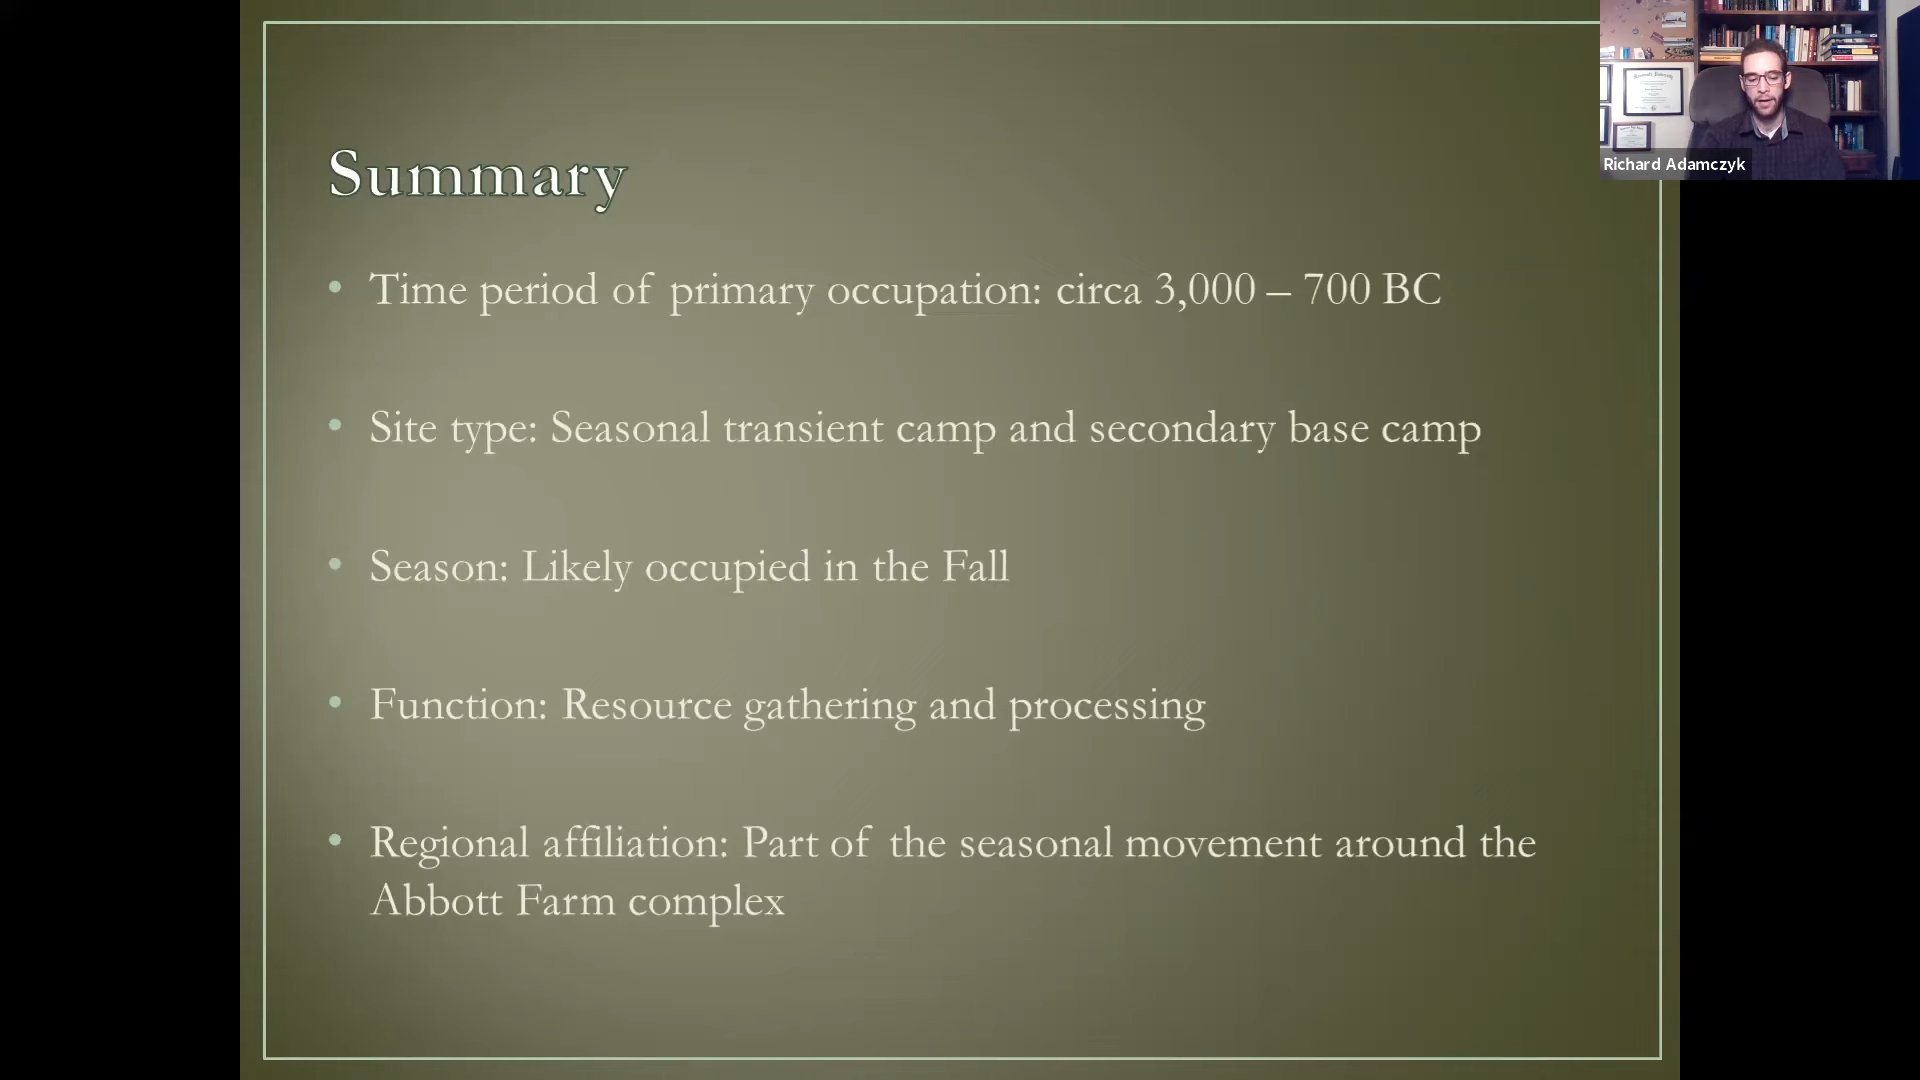 Summary
• Time period of primary occupation: circa 3,000 – 700 BC
• Site type: Seasonal transient camp and secondary base camp
• Season: Likely occupied in the Fall
• Function: Resource gathering and processing
• Regional affiliation: Part of the seasonal movement around the
Abbott Farm complex
Richard Adamczyk